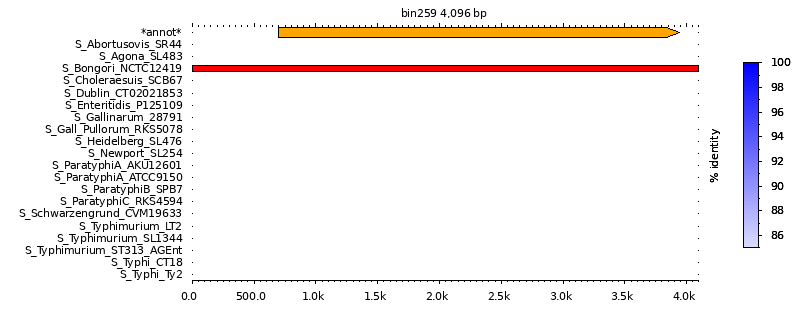 bin259 4,096 bp
*annot*
S_Abortusovis_SR44
S_Agona_SL483
S_Bongori_NCTC12419
S_Choleraesuis_SCB67
S_Dublin_CT02021853
S_Enteritidis_P125109
S_Gallinarum_28791
S_Gall_Pullorum_RKS5078
S_Heidelberg_SL476
S_Newport_SL254
S_ParatyphiA_AKU12601
S_ParatyphiA_ATCC9150
S_ParatyphiB_SPB7
S_ParatyphiC_RKS4594
S_Schwarzengrund_CVM19633
S_Typhimurium_LT2
S_Typhimurium_SL1344
S_Typhimurium_ST313_AGEnt
S_Typhi_CT18
S_Typhi_Ty2
0.0 500.0 1.0k 1.5k 2.0k 2.5k 3.0k 3.5k 4.0k
% identity
100
98
96
94
92
90
88
86